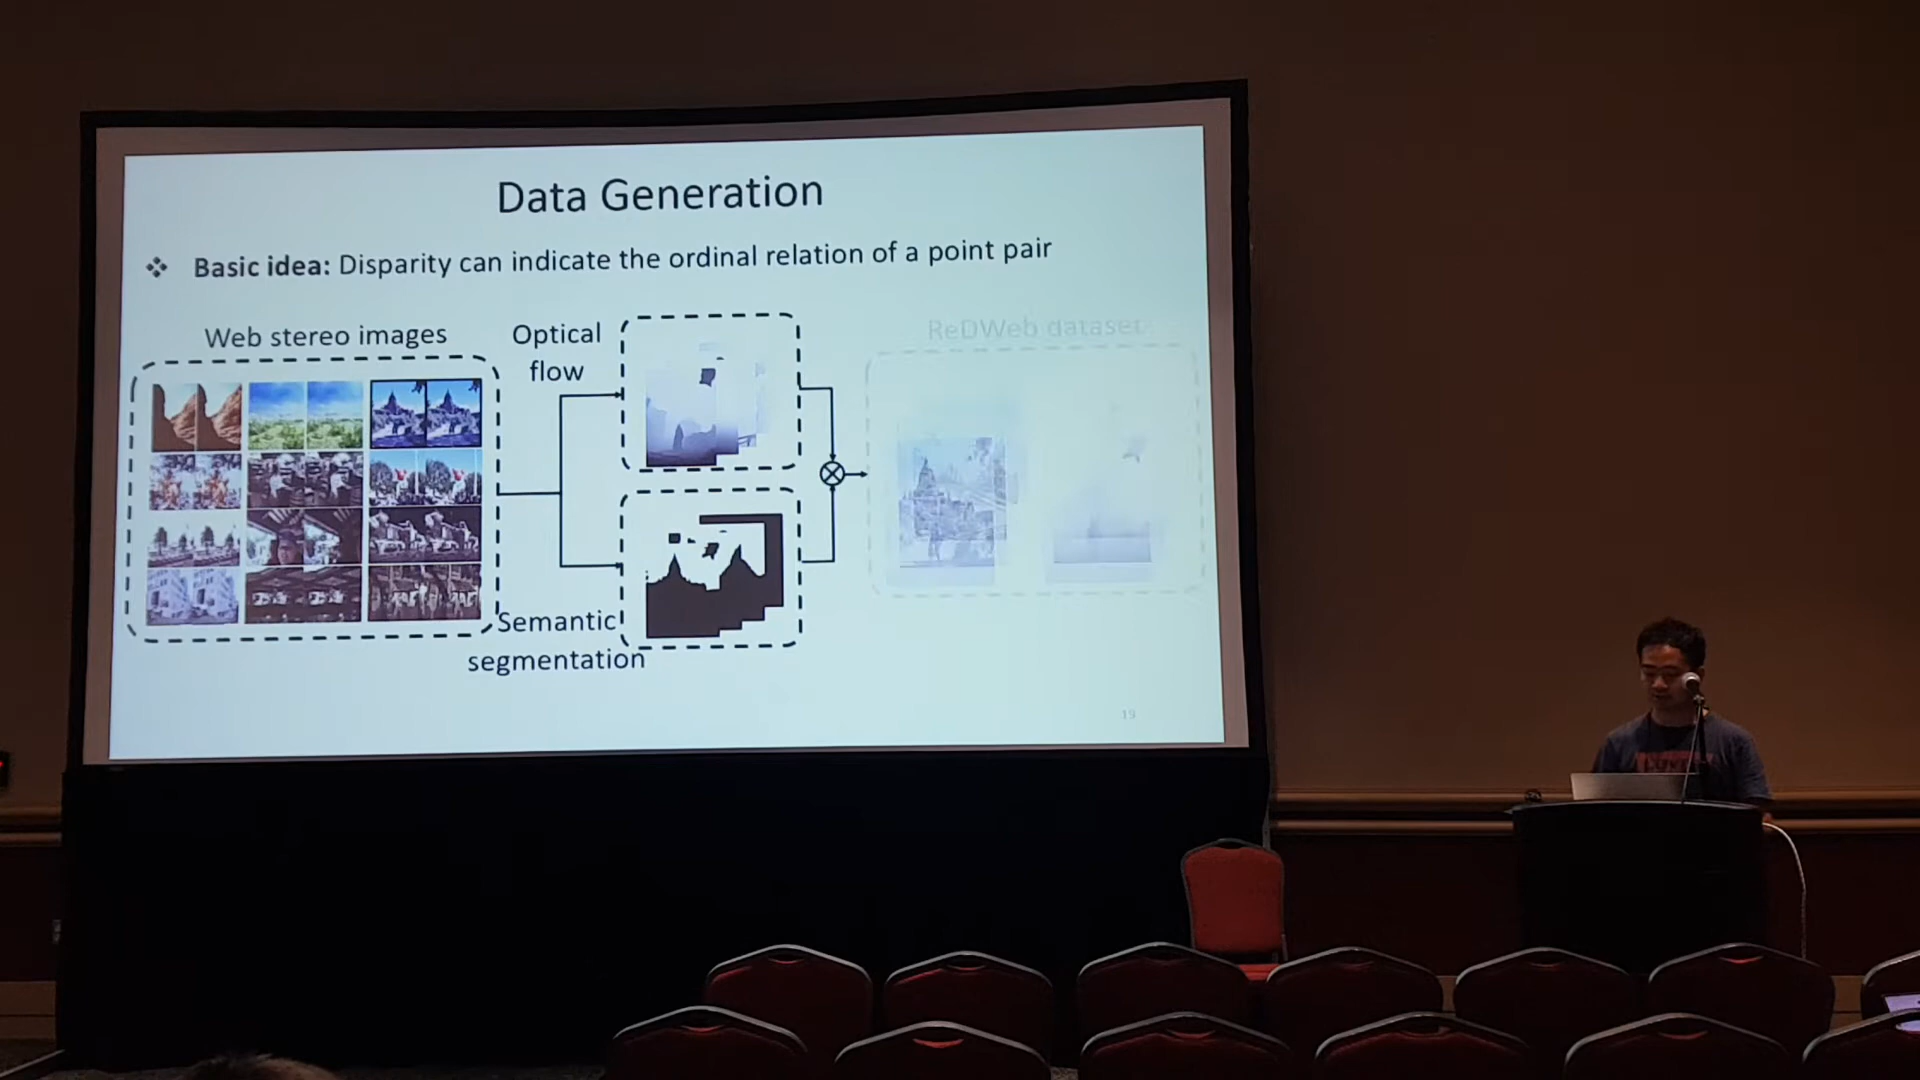 Data Generation
❖ Basic idea: Disparity can indicate the ordinal relation of a point pair
Web stereo images
Optical
flow
ReDWeb dataset
Semantic
segmentation
19